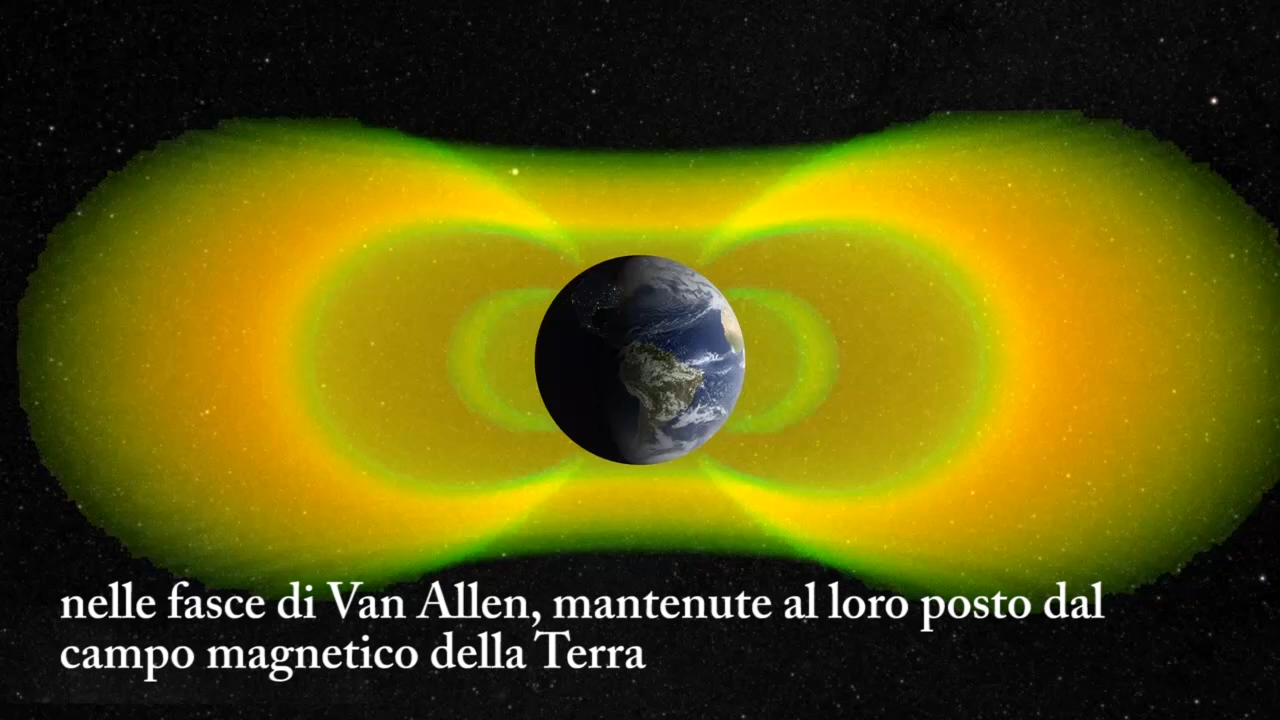 nelle fasce di Van Allen, mantenute al loro posto dal
campo magnetico della Terra